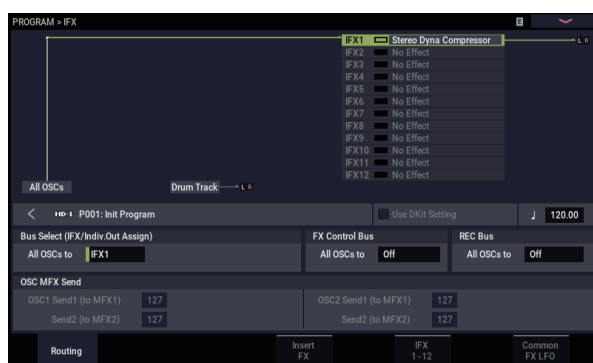 PROGRAM > IFX
E
IFX1 Stereo Dyna Compressor L R
IFX2 No Effect
IFX3 No Effect
IFX4 No Effect
IFX5 No Effect
IFX6 No Effect
IFX7 No Effect
IFX8 No Effect
IFX9 No Effect
IFX10 No Effect
IFX11 No Effect
IFX12 No Effect
All OSCs Drum Track L R
< HD-1 P001: Init Program Use DKit Setting ♩ 120.00
Bus Select (IFX/Indiv.Out Assign) FX Control Bus REC Bus
All OSCs to IFX1 All OSCs to Off All OSCs to Off
OSC MFX Send
OSC1 Send1 (to MFX1) 127 OSC2 Send1 (to MFX1) 127
Send2 (to MFX2) 127 Send2 (to MFX2) 127
Routing
Insert FX
IFX 1-12
Common FX LFO